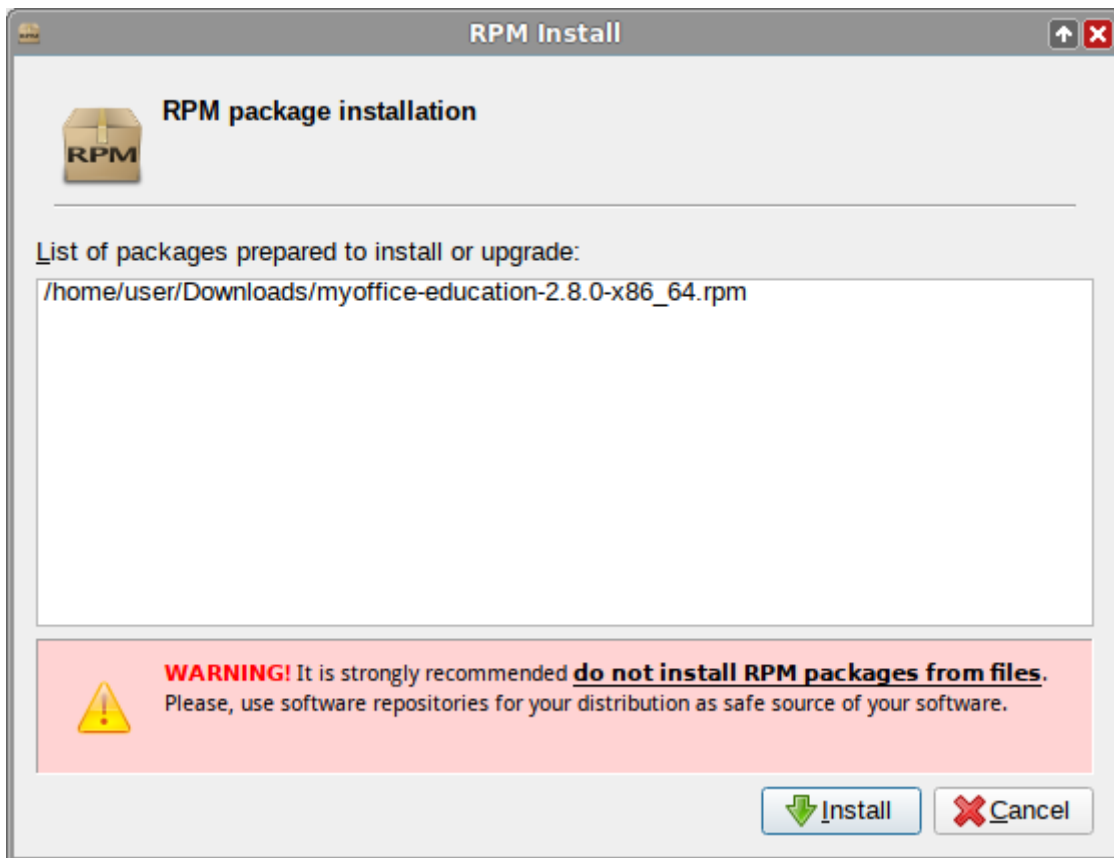 RPM Install
RPM package installation
RPM
List of packages prepared to install or upgrade:
/home/user/Downloads/myoffice-education-2.8.0-x86_64.rpm
WARNING! It is strongly recommended do not install RPM packages from files.
Please, use software repositories for your distribution as safe source of your software.
Install Cancel